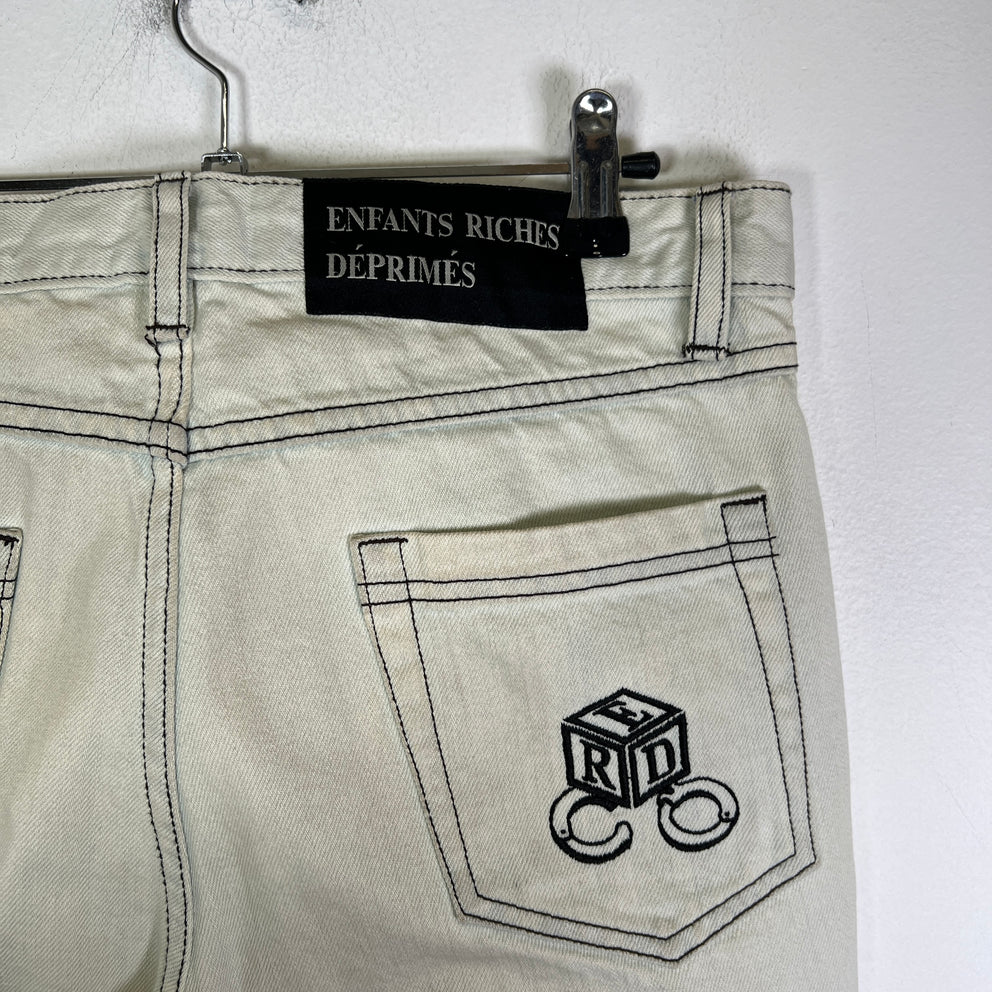 ENFANTS RICHES
DÉPRIMÉS
E
R D